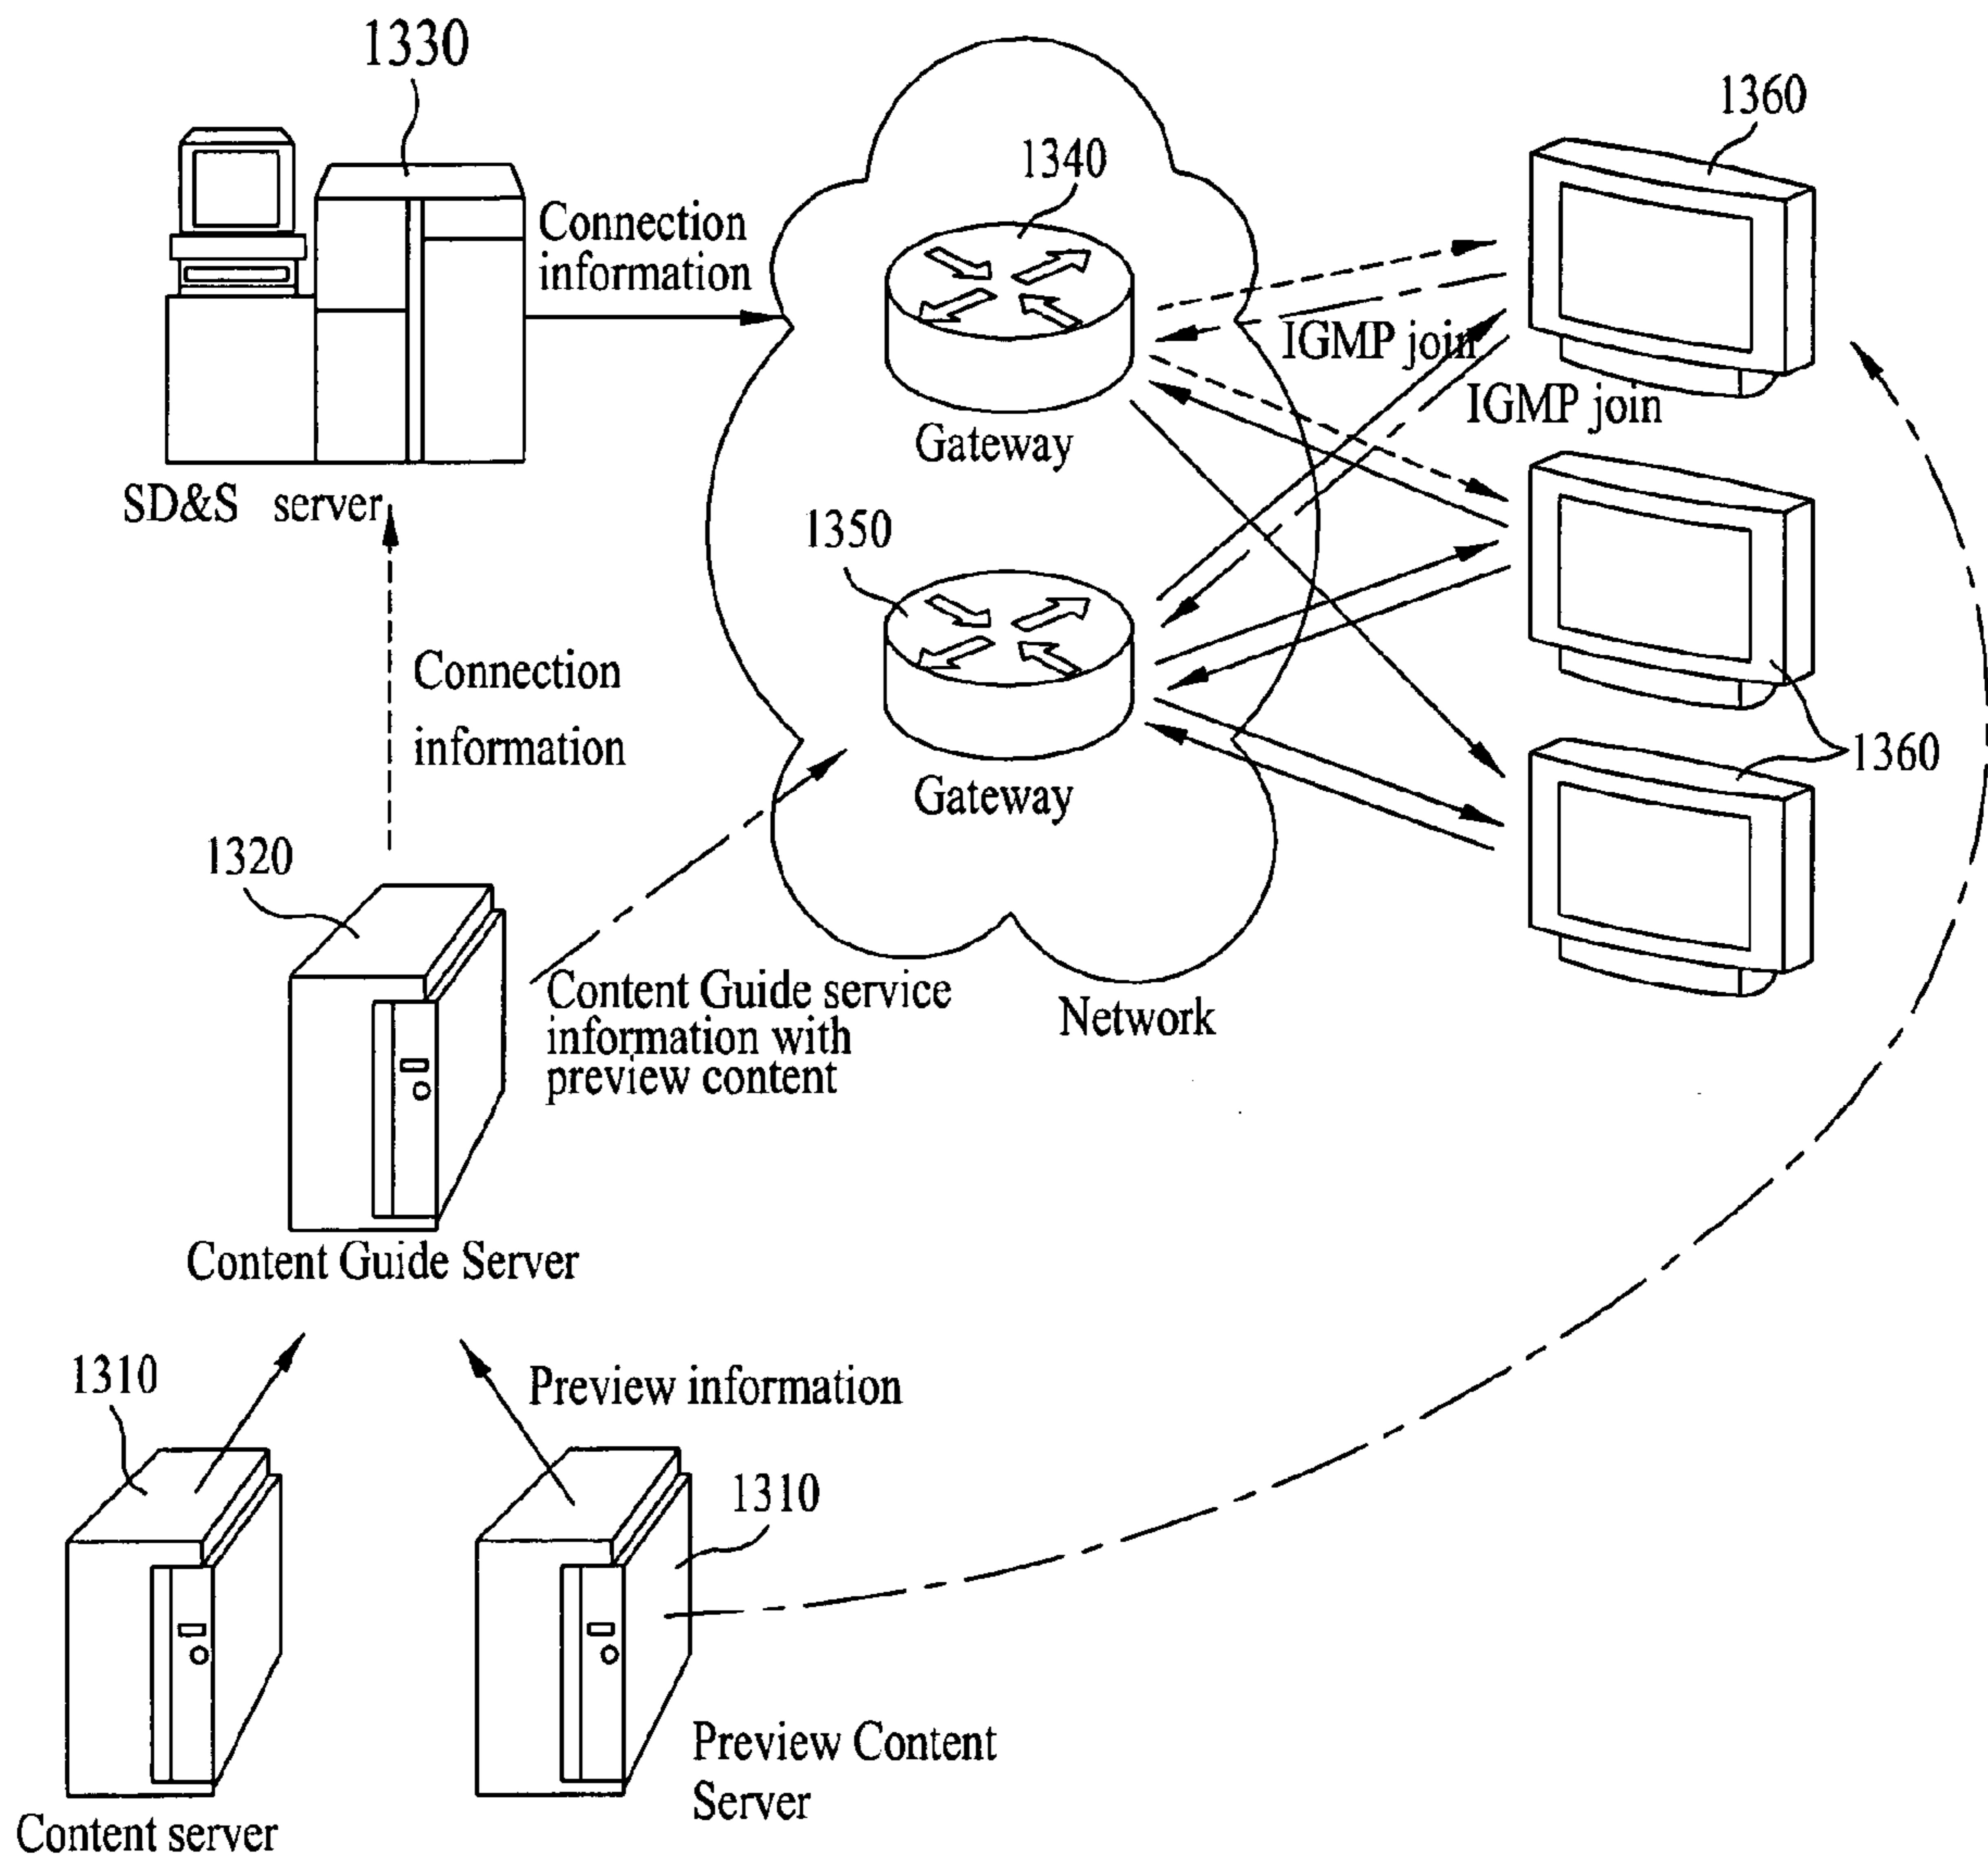 1330
1360
1340
Connection
information
IGMP join
IGMP join
Gateway
SD&S server
1350
Connection
information
1360
Gateway
1320
Content Guide service
information with
preview content
Network
Content Guide Server
1310
Preview information
1310
Preview Content
Server
Content server